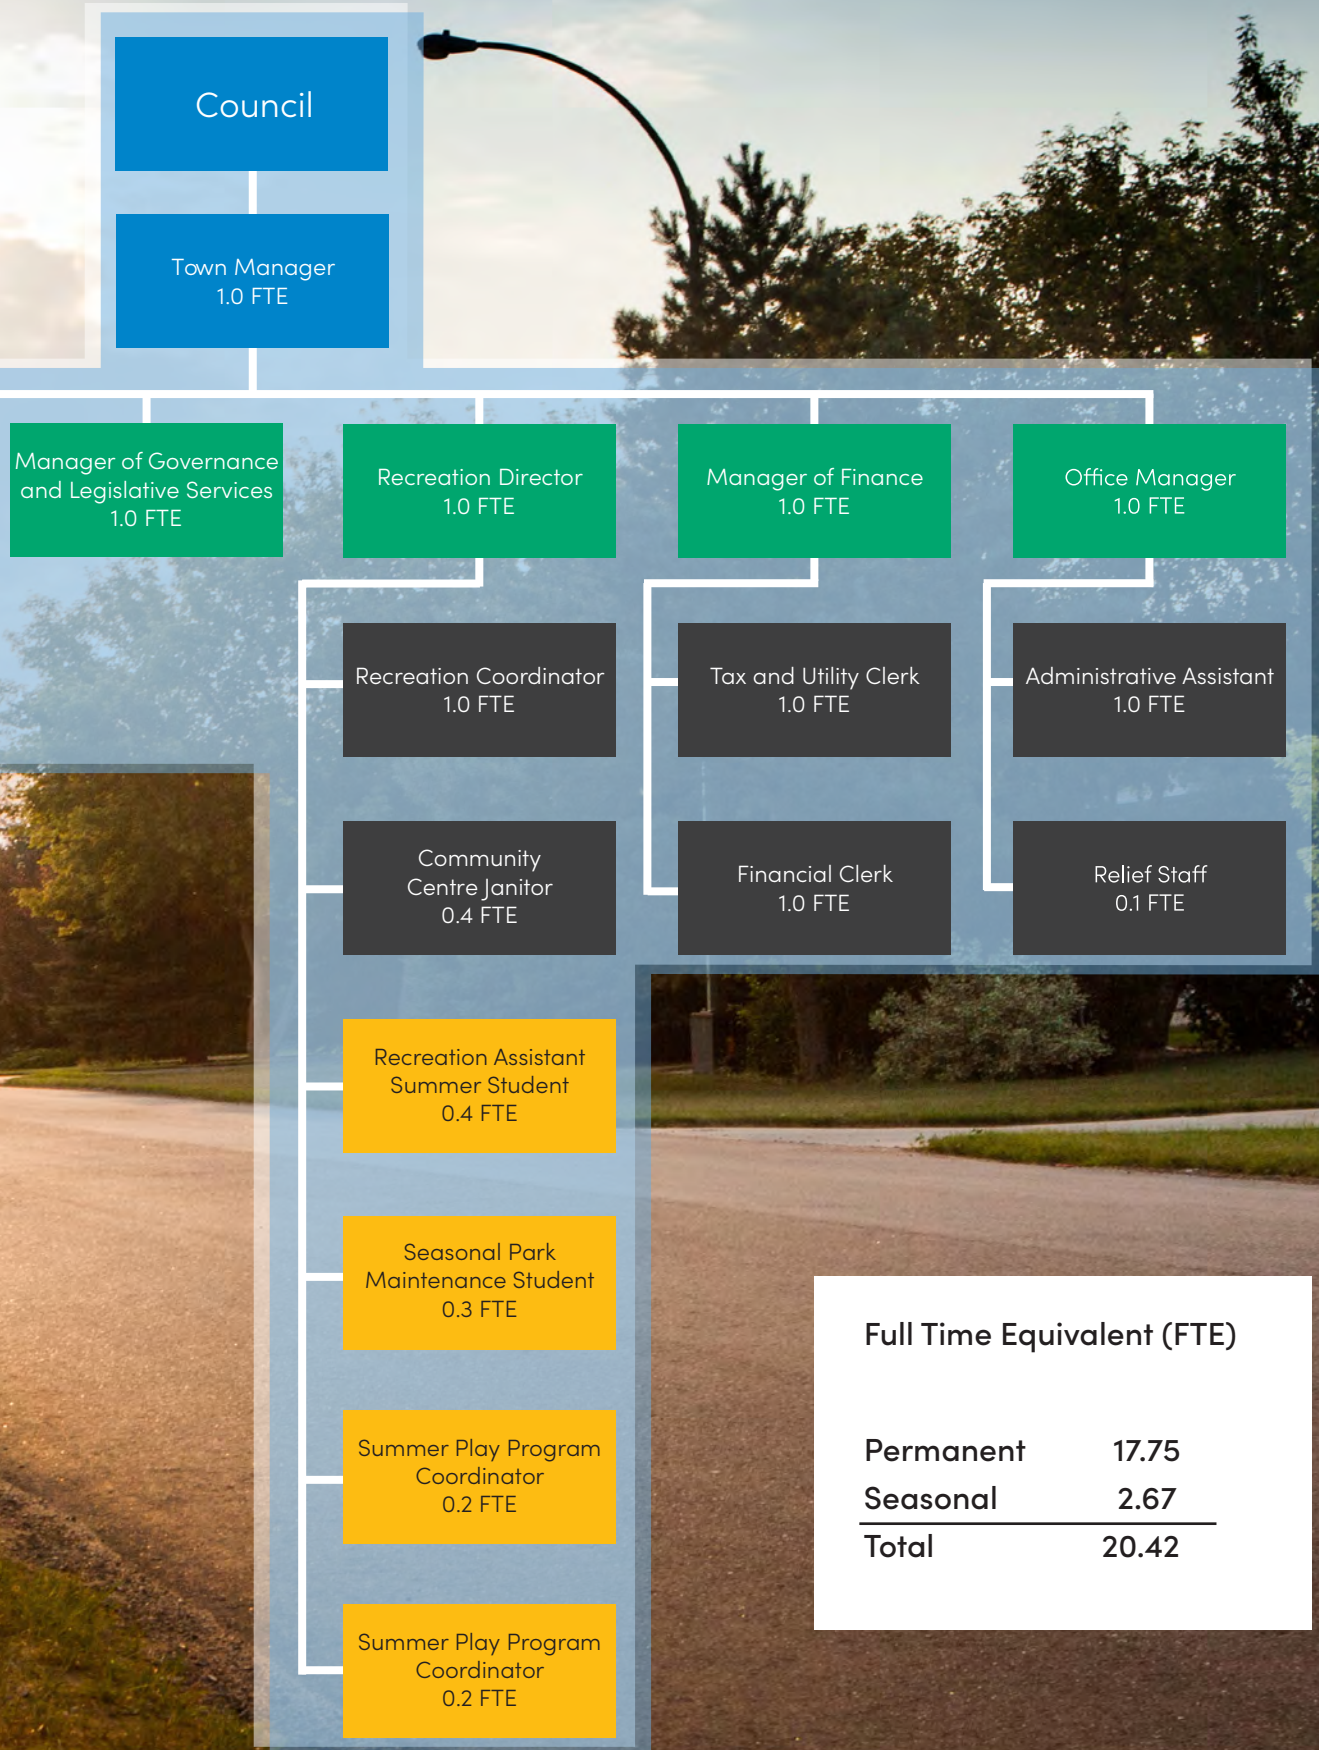 Council
Town Manager
1.0 FTE
Manager of Governance
and Legislative Services
1.0 FTE
Recreation Director
1.0 FTE
Manager of Finance
1.0 FTE
Office Manager
1.0 FTE
Recreation Coordinator
1.0 FTE
Tax and Utility Clerk
1.0 FTE
Administrative Assistant
1.0 FTE
Community
Centre Janitor
0.4 FTE
Financial Clerk
1.0 FTE
Relief Staff
0.1 FTE
Recreation Assistant
Summer Student
0.4 FTE
Seasonal Park
Maintenance Student
0.3 FTE
Summer Play Program
Coordinator
0.2 FTE
Summer Play Program
Coordinator
0.2 FTE
Full Time Equivalent (FTE)
Permanent 17.75
Seasonal 2.67
Total 20.42